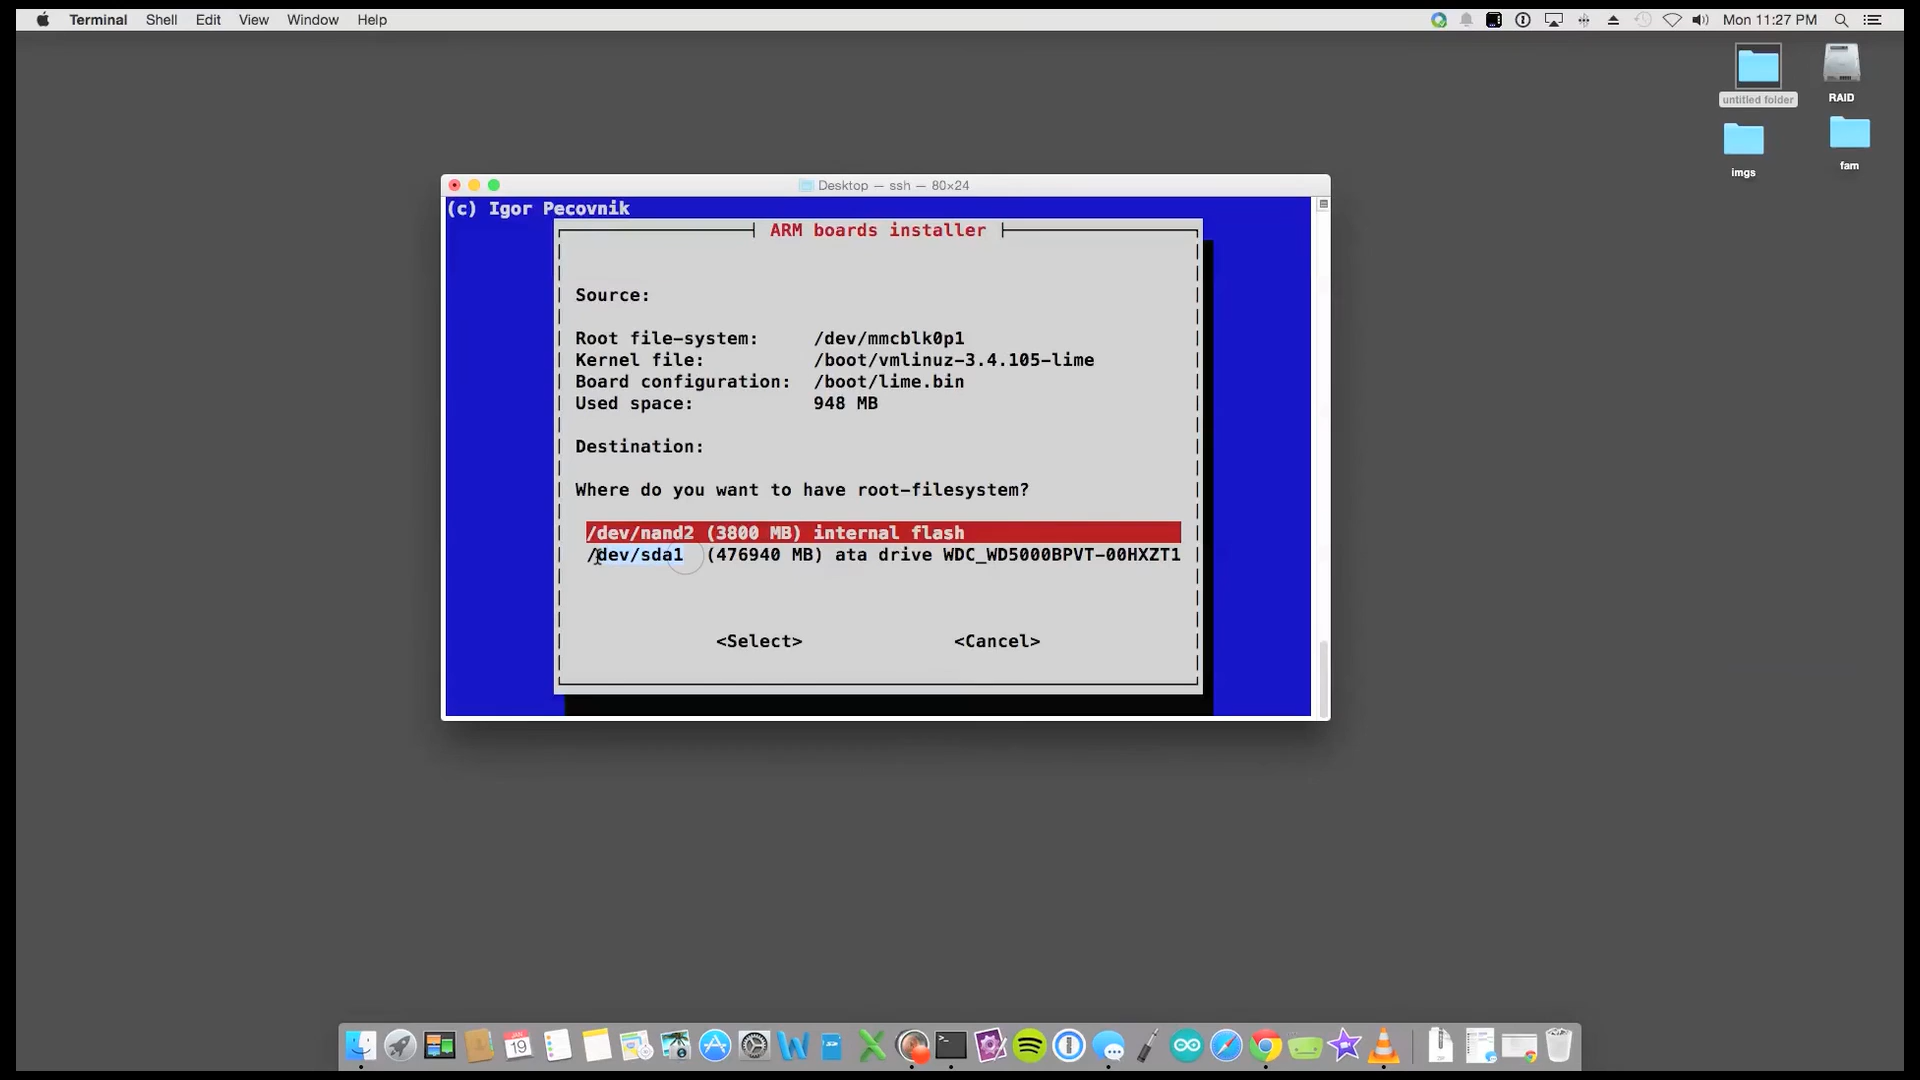 Terminal Shell Edit View Window Help
Mon 11:27 PM
untitled folder
RAID
imgs
fam
Desktop — ssh — 80×24
(c) Igor Pecovnik
ARM boards installer
Source:
Root file-system: /dev/mmcblk0p1
Kernel file: /boot/vmlinuz-3.4.105-lime
Board configuration: /boot/lime.bin
Used space: 948 MB
Destination:
Where do you want to have root-filesystem?
/dev/nand2 (3800 MB) internal flash
/dev/sda1 (476940 MB) ata drive WDC_WD5000BPVT-00HXZT1
<Select> <Cancel>
19